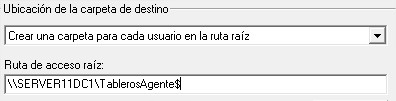 Ubicación de la carpeta de destino
Crear una carpeta para cada usuario en la ruta raíz
Ruta de acceso raíz:
\\SERVER11DC1\TablerosAgente$